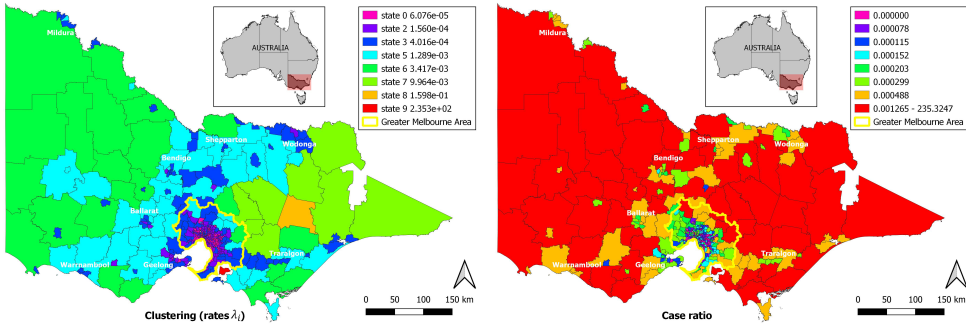 Mildura
AUSTRALIA
state 0 6.076e-05
state 2 1.560e-04
state 3 4.016e-04
state 5 1.289e-03
state 6 3.417e-03
state 7 9.964e-03
state 8 1.598e-01
state 9 2.353e+02
Greater Melbourne Area
Shepparton
Wodonga
Bendigo
Ballarat
Warrnambool
Geelong
Traralgon
0 50 100 150 km
Clustering (rates λi)
Mildura
AUSTRALIA
0.000000
0.000078
0.000115
0.000152
0.000203
0.000299
0.000488
0.001265 - 235.3247
Greater Melbourne Area
Shepparton
Wodonga
Bendigo
Ballarat
Warrnambool
Geelong
Traralgon
0 50 100 150 km
Case ratio